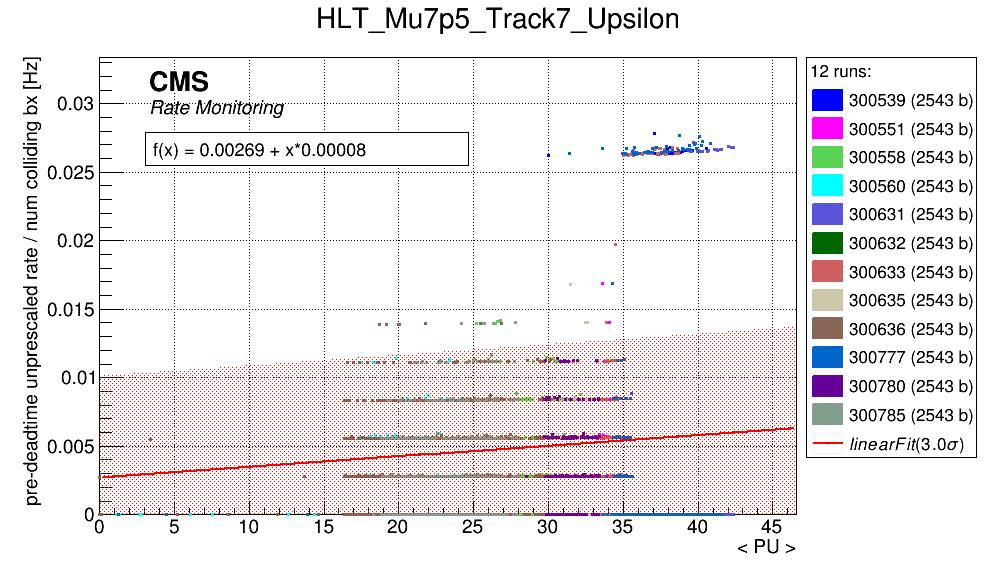 HLT_Mu7p5_Track7_Upsilon
pre-deadtime unprescaled rate / num colliding bx [Hz]
CMS
Rate Monitoring
f(x) = 0.00269 + x*0.00008
0.03
0.025
0.02
0.015
0.01
0.005
0
0 5 10 15 20 25 30 35 40 45
< PU >
12 runs:
300539 (2543 b)
300551 (2543 b)
300558 (2543 b)
300560 (2543 b)
300631 (2543 b)
300632 (2543 b)
300633 (2543 b)
300635 (2543 b)
300636 (2543 b)
300777 (2543 b)
300780 (2543 b)
300785 (2543 b)
linearFit(3.0σ)